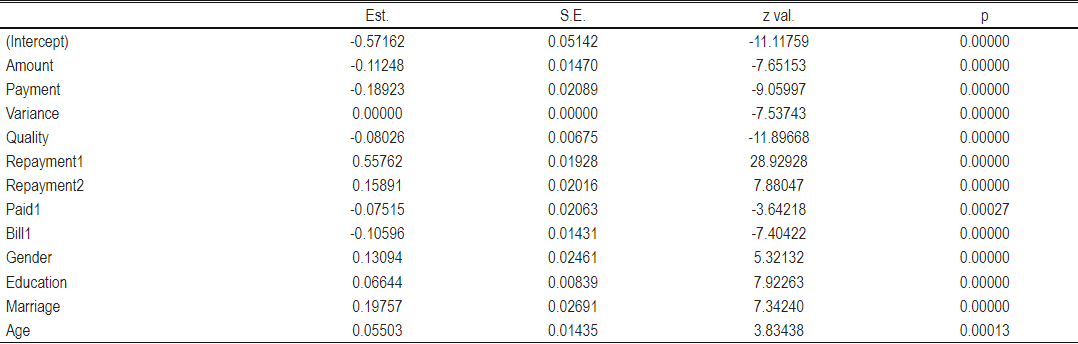 Est. S.E. z val. p
(Intercept) -0.57162 0.05142 -11.11759 0.00000
Amount -0.11248 0.01470 -7.65153 0.00000
Payment -0.18923 0.02089 -9.05997 0.00000
Variance 0.00000 0.00000 -7.53743 0.00000
Quality -0.08026 0.00675 -11.89668 0.00000
Repayment1 0.55762 0.01928 28.92928 0.00000
Repayment2 0.15891 0.02016 7.88047 0.00000
Paid1 -0.07515 0.02063 -3.64218 0.00027
Bill1 -0.10596 0.01431 -7.40422 0.00000
Gender 0.13094 0.02461 5.32132 0.00000
Education 0.06644 0.00839 7.92263 0.00000
Marriage 0.19757 0.02691 7.34240 0.00000
Age 0.05503 0.01435 3.83438 0.00013